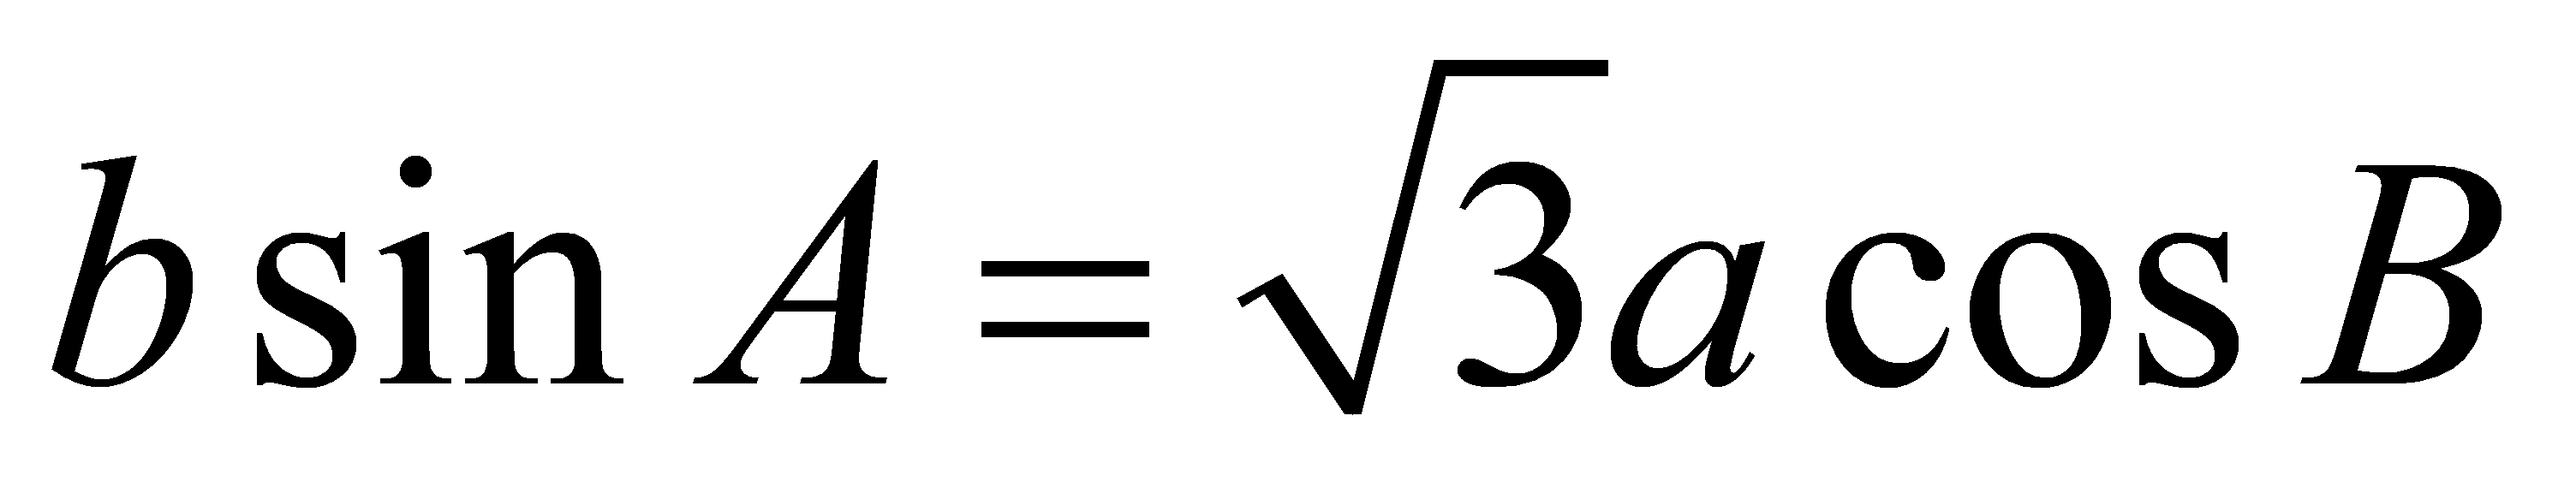 b sin A = √3a cos B